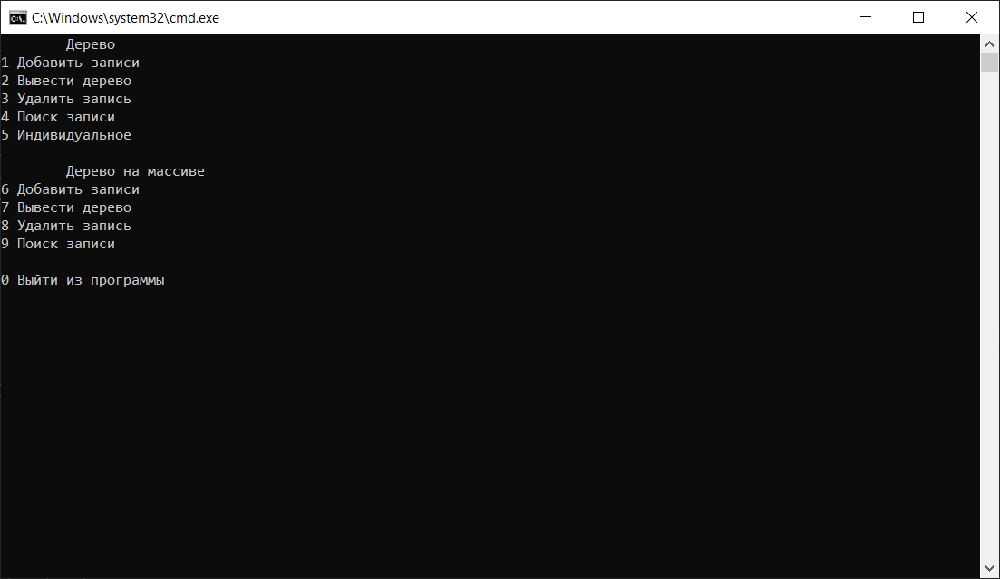 C:\Windows\system32\cmd.exe
Дерево
1 Добавить записи
2 Вывести дерево
3 Удалить запись
4 Поиск записи
5 Индивидуальное
Дерево на массиве
6 Добавить записи
7 Вывести дерево
8 Удалить запись
9 Поиск записи
0 Выйти из программы